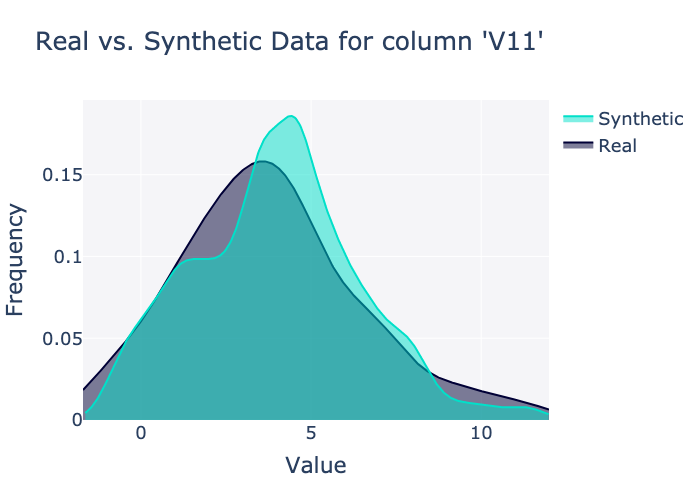 Real vs. Synthetic Data for column 'V11'
Synthetic
Real
Frequency
0.15
0.1
0.05
0
0 5 10
Value